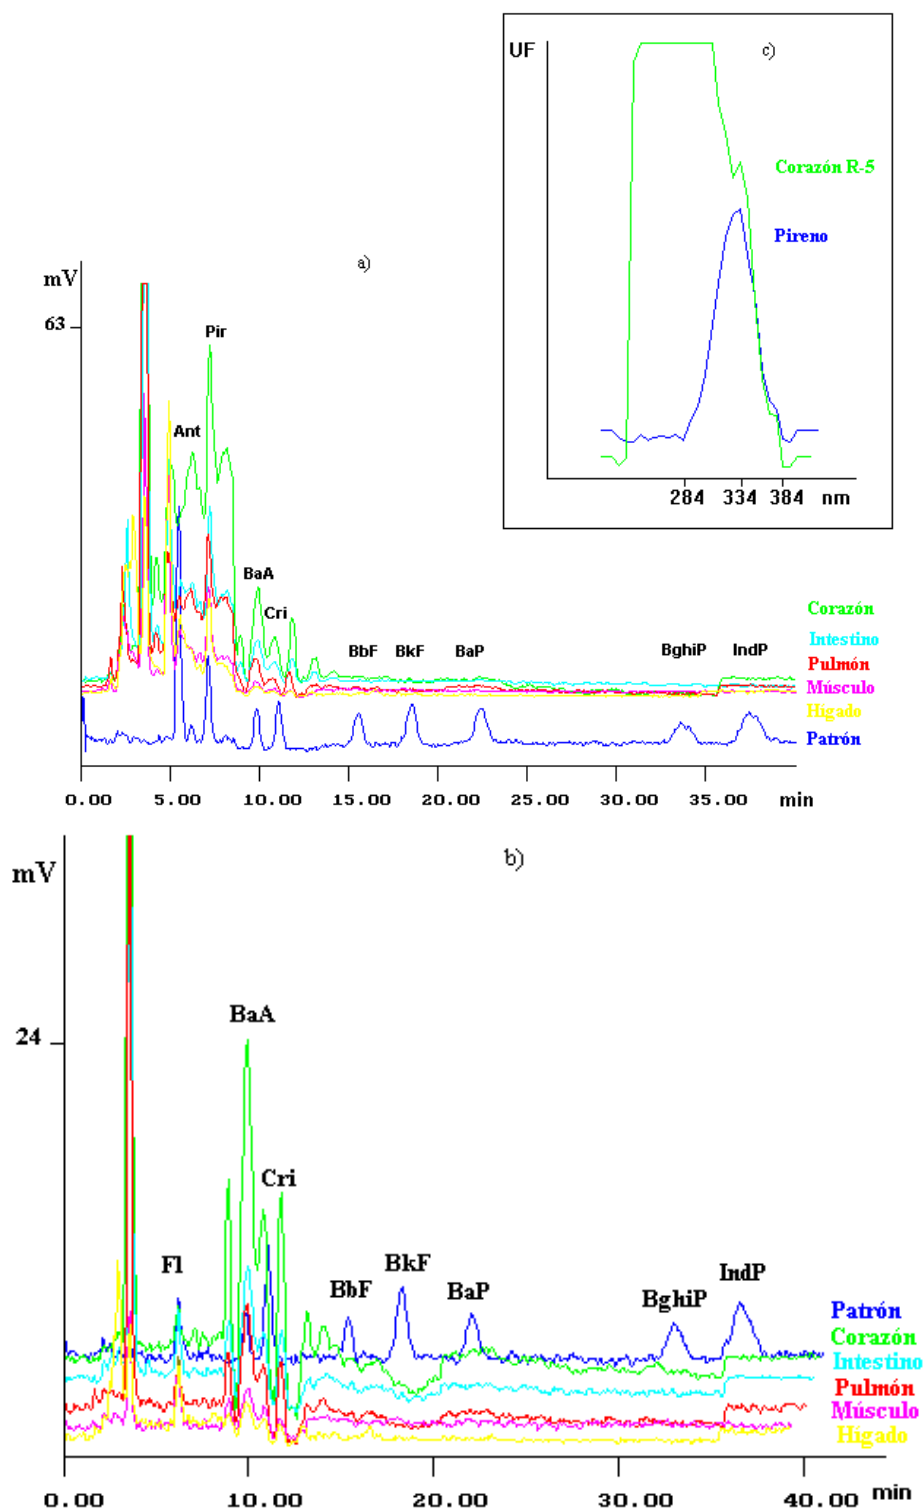 UF
c)
Corazón R-5
Pireno
284 334 384 nm
a)
mV
63
Pir
Ant
BaA
Cri
BbF BkF BaP BghiP IndP
Corazón
Intestino
Pulmón
Músculo
Hígado
Patrón
0.00 5.00 10.00 15.00 20.00 25.00 30.00 35.00 min
b)
mV
24
BaA
Cri
Fl
BbF BkF BaP BghiP IndP
Patrón
Corazón
Intestino
Pulmón
Músculo
Hígado
0.00 10.00 20.00 30.00 40.00 min